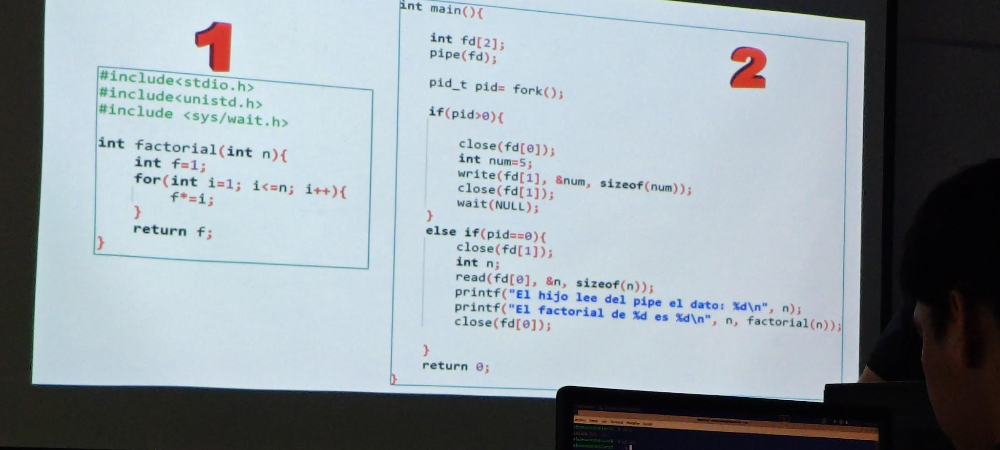 1
#include<stdio.h>
#include<unistd.h>
#include <sys/wait.h>
int factorial(int n){
int f=1;
for(int i=1; i<=n; i++){
f*=i;
}
return f;
}
2
int main(){
int fd[2];
pipe(fd);
pid_t pid= fork();
if(pid>0){
close(fd[0]);
int num=5;
write(fd[1], &num, sizeof(num));
close(fd[1]);
wait(NULL);
}
else if(pid==0){
close(fd[1]);
int n;
read(fd[0], &n, sizeof(n));
printf("El hijo lee del pipe el dato: %d\n", n);
printf("El factorial de %d es %d\n", n, factorial(n));
close(fd[0]);
}
return 0;
}